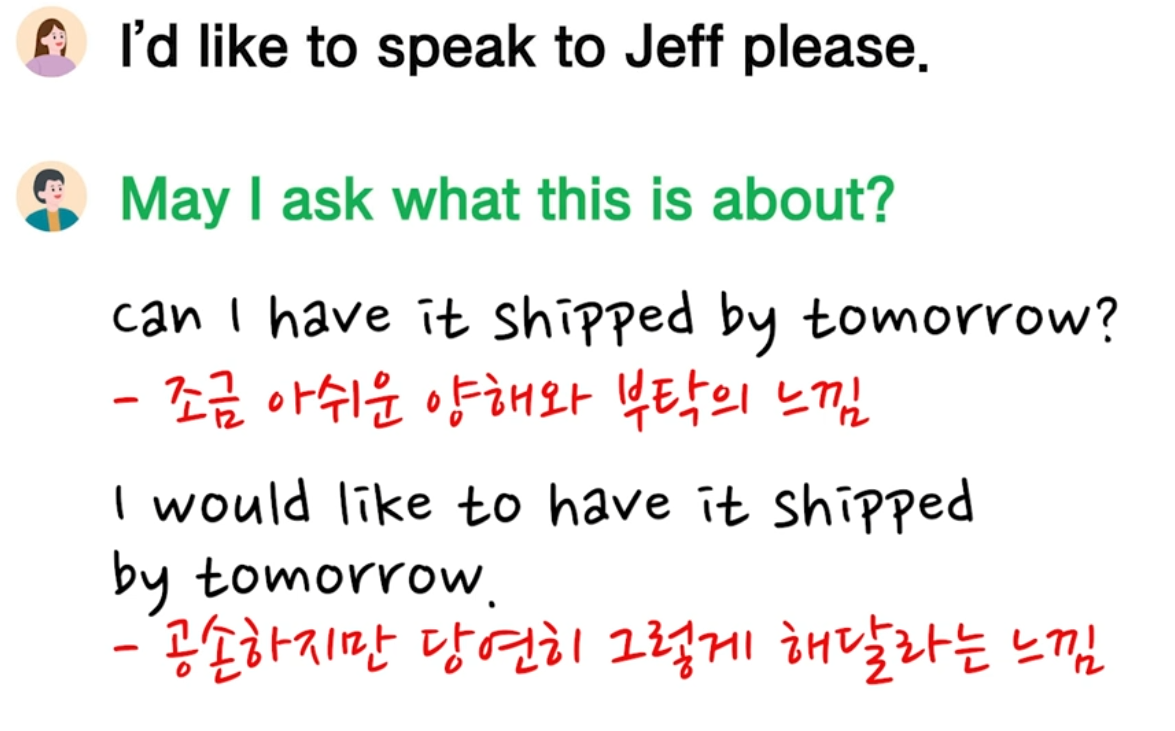 I'd like to speak to Jeff please.
May I ask what this is about?
can I have it shipped by tomorrow?
- 조금 아쉬운 양해와 부탁의 느낌
I would like to have it shipped
by tomorrow.
- 공손하지만 당연히 그렇게 해달라는 느낌